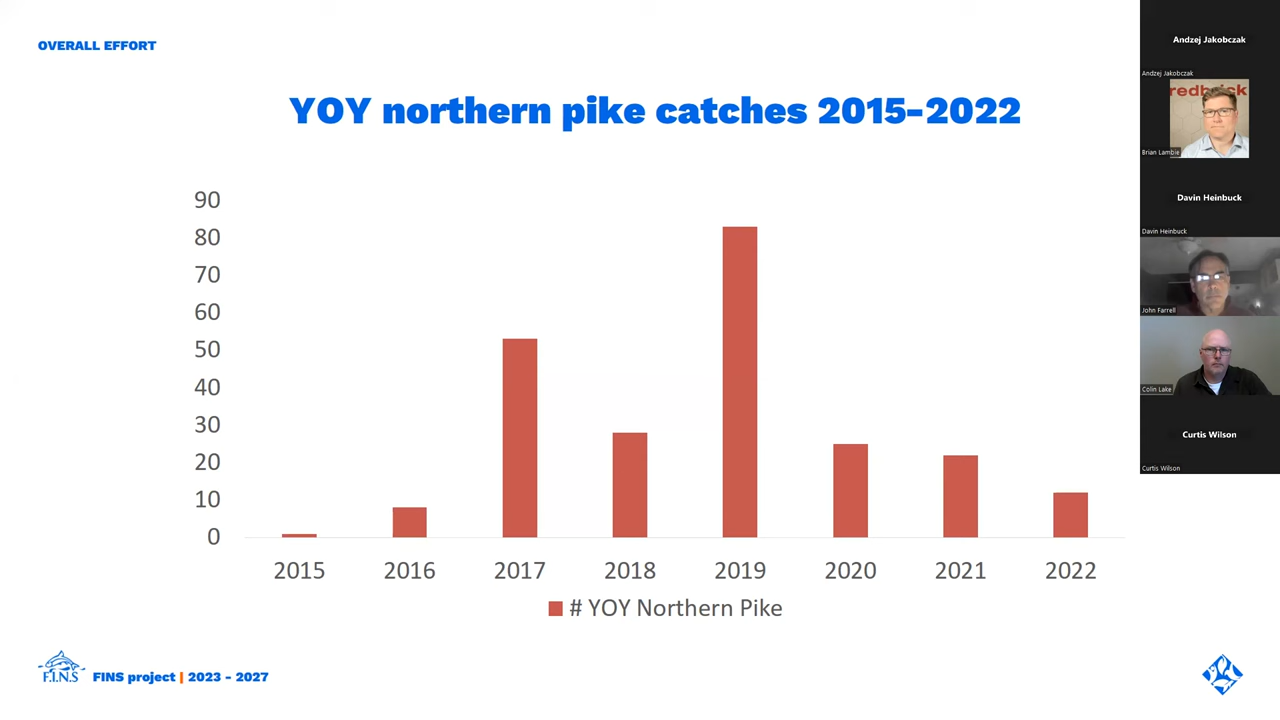 OVERALL EFFORT
YOY northern pike catches 2015-2022
90
80
70
60
50
40
30
20
10
0
2015 2016 2017 2018 2019 2020 2021 2022
# YOY Northern Pike
F.I.N.S
FINS project | 2023 - 2027
Andzej Jakobczak
Andzej Jakobczak
redbrick
Brian Lambie
Davin Heinbuck
Davin Heinbuck
John Farrell
Colin Lake
Curtis Wilson
Curtis Wilson